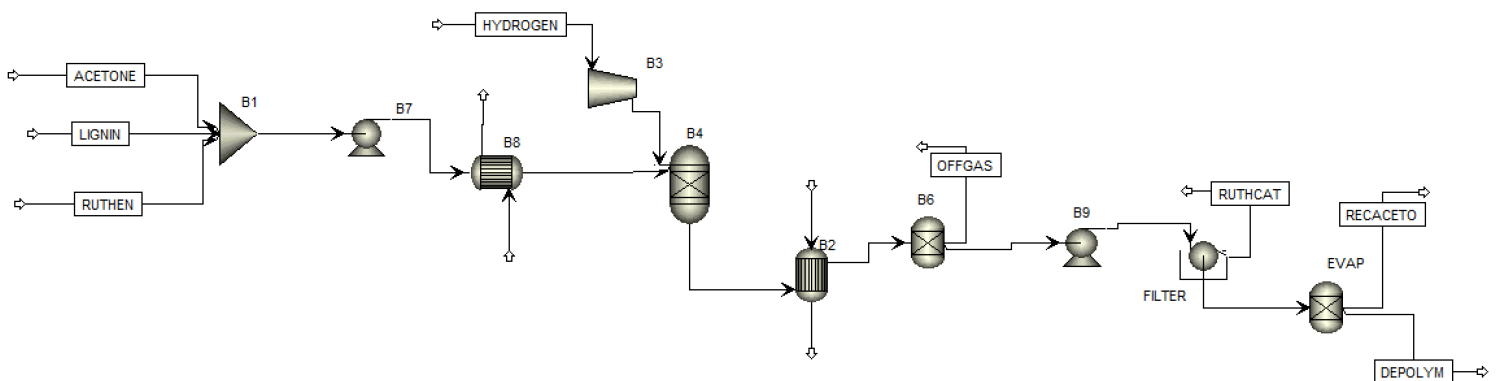 HYDROGEN
B3
ACETONE
B1
LIGNIN
B7
B8
B4
OFFGAS
RUTHEN
B6
B9
RUTHCAT
RECACETO
B2
EVAP
FILTER
DEPOLYM